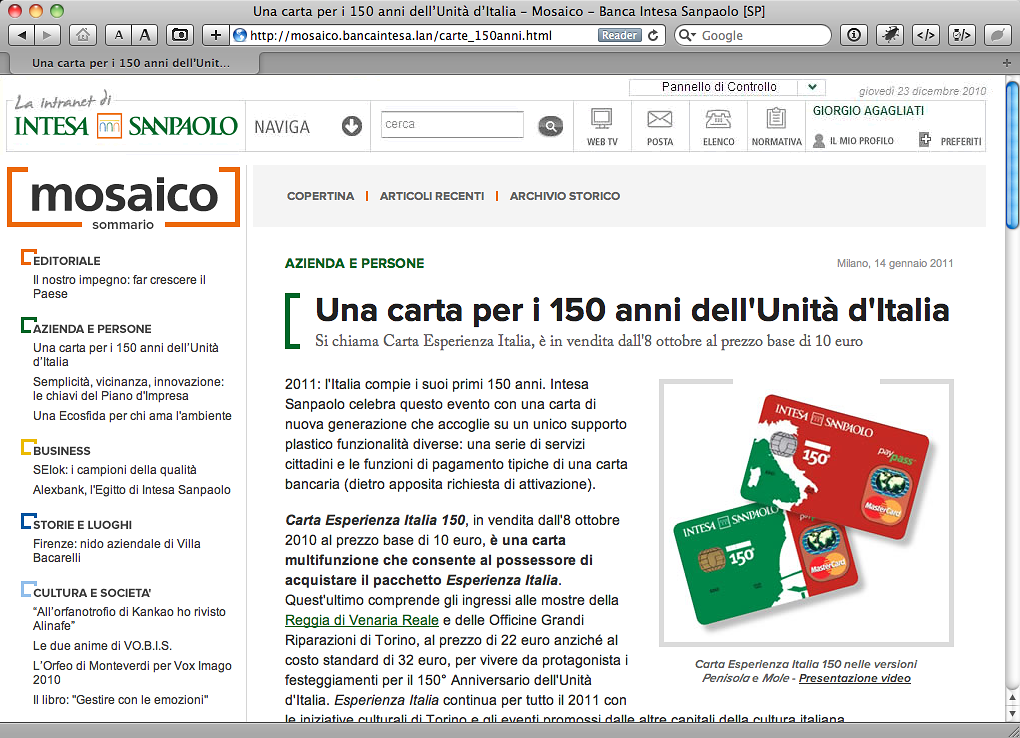 Una carta per i 150 anni dell'Unità d'Italia – Mosaico – Banca Intesa Sanpaolo [SP]
A A http://mosaico.bancaintesa.lan/carte_150anni.html Reader Google
Una carta per i 150 anni dell'Unit...
Pannello di Controllo
giovedì 23 dicembre 2010
La intranet di
INTESA SANPAOLO
NAVIGA
cerca
WEB TV
POSTA
ELENCO
NORMATIVA
GIORGIO AGAGLIATI
IL MIO PROFILO
PREFERITI
mosaico
sommario
COPERTINA
ARTICOLI RECENTI
ARCHIVIO STORICO
EDITORIALE
Il nostro impegno: far crescere il
Paese
AZIENDA E PERSONE
Una carta per i 150 anni dell'Unità
d'Italia
Semplicità, vicinanza, innovazione:
le chiavi del Piano d'Impresa
Una Ecosfida per chi ama l'ambiente
BUSINESS
SEIok: i campioni della qualità
Alexbank, l'Egitto di Intesa Sanpaolo
STORIE E LUOGHI
Firenze: nido aziendale di Villa
Bacarelli
CULTURA E SOCIETA'
“All'orfanotrofio di Kankao ho rivisto
Alinafe”
Le due anime di VO.B.I.S.
L'Orfeo di Monteverdi per Vox Imago
2010
Il libro: "Gestire con le emozioni"
AZIENDA E PERSONE
Milano, 14 gennaio 2011
Una carta per i 150 anni dell'Unità d'Italia
Si chiama Carta Esperienza Italia, è in vendita dall'8 ottobre al prezzo base di 10 euro
2011: l'Italia compie i suoi primi 150 anni. Intesa
Sanpaolo celebra questo evento con una carta di
nuova generazione che accoglie su un unico supporto
plastico funzionalità diverse: una serie di servizi
cittadini e le funzioni di pagamento tipiche di una carta
bancaria (dietro apposita richiesta di attivazione).
Carta Esperienza Italia 150, in vendita dall'8 ottobre
2010 al prezzo base di 10 euro, è una carta
multifunzione che consente al possessore di
acquistare il pacchetto Esperienza Italia.
Quest'ultimo comprende gli ingressi alle mostre della
Reggia di Venaria Reale e delle Officine Grandi
Riparazioni di Torino, al prezzo di 22 euro anziché al
costo standard di 32 euro, per vivere da protagonista i
festeggiamenti per il 150° Anniversario dell'Unità
d'Italia. Esperienza Italia continua per tutto il 2011 con
le iniziative culturali di Torino e gli eventi promossi dalle altre capitali della cultura italiana
INTESA SANPAOLO
150°
paypass
MasterCard
INTESA SANPAOLO
150°
MasterCard
Carta Esperienza Italia 150 nelle versioni
Penisola e Mole - Presentazione video